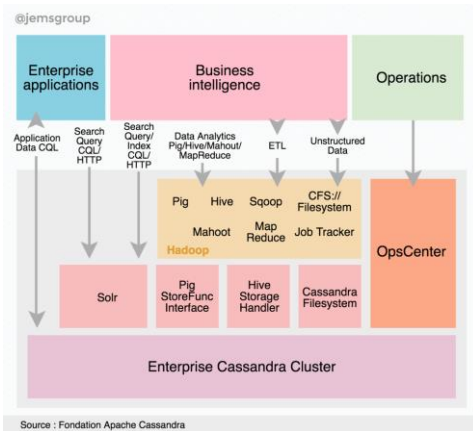 @jemsgroup
Enterprise
applications
Business
intelligence
Operations
Application
Data CQL
Search
Query
CQL/
HTTP
Search
Query/
Index
CQL/
HTTP
Data Analytics
Pig/Hive/Mahout/
MapReduce
ETL
Unstructured
Data
Pig
Hive
Sqoop
CFS://
Filesystem
Mahoot
Map
Reduce
Job Tracker
Hadoop
OpsCenter
Solr
Pig
StoreFunc
Interface
Hive
Storage
Handler
Cassandra
Filesystem
Enterprise Cassandra Cluster
Source : Fondation Apache Cassandra